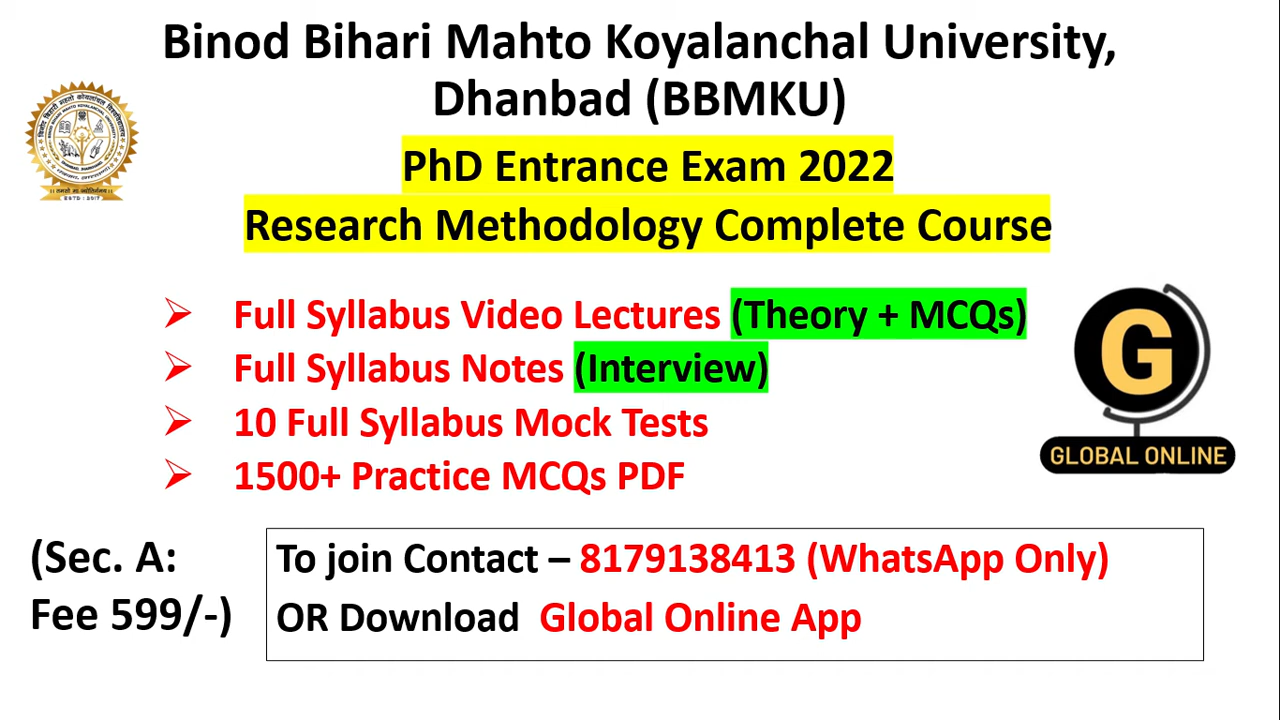 Binod Bihari Mahto Koyalanchal University,
Dhanbad (BBMKU)
PhD Entrance Exam 2022
Research Methodology Complete Course
Full Syllabus Video Lectures (Theory + MCQs)
Full Syllabus Notes (Interview)
10 Full Syllabus Mock Tests
1500+ Practice MCQs PDF
G
GLOBAL ONLINE
(Sec. A:
Fee 599/-)
To join Contact – 8179138413 (WhatsApp Only)
OR Download Global Online App
ESTD : 2017